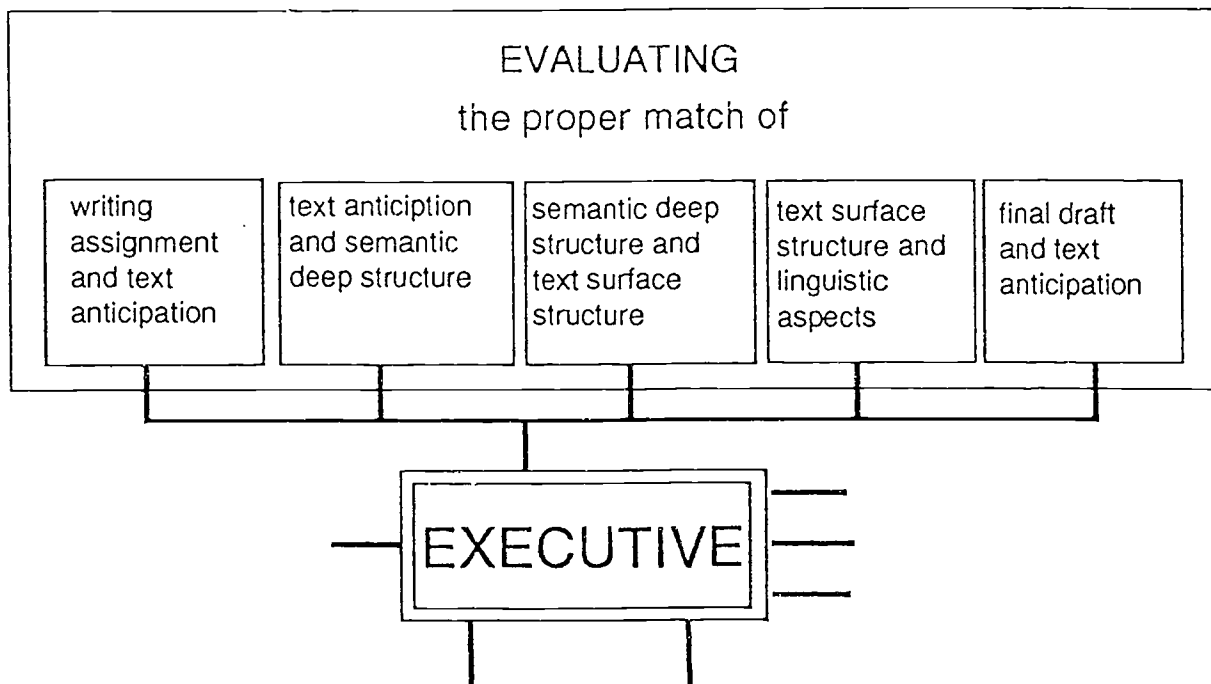 EVALUATING
the proper match of
writing
assignment
and text
anticipation
text anticiption
and semantic
deep structure
semantic deep
structure and
text surface
structure
text surface
structure and
linguistic
aspects
final draft
and text
anticipation
EXECUTIVE